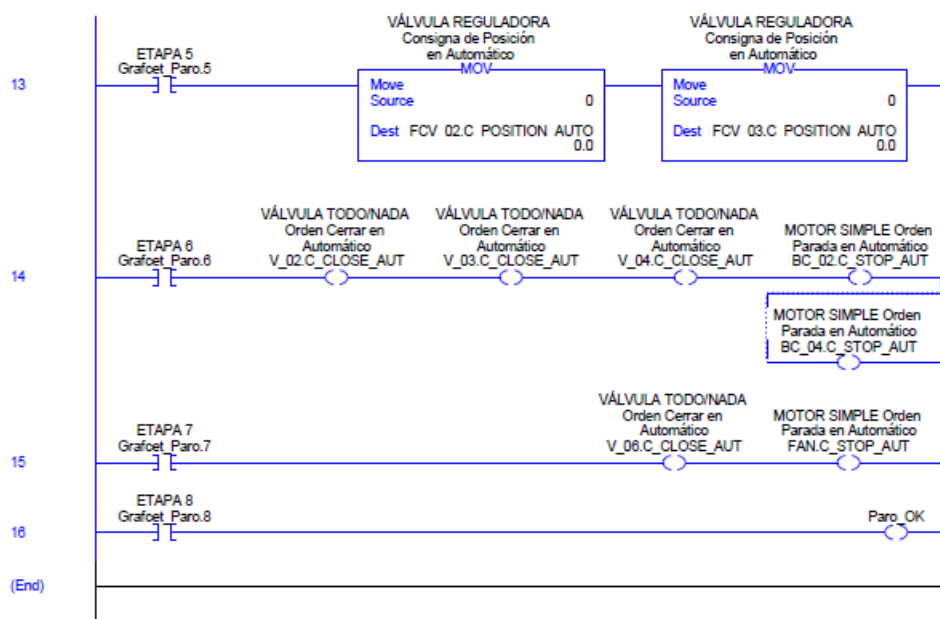 VÁLVULA REGULADORA
Consigna de Posición
en Automático
VÁLVULA REGULADORA
Consigna de Posición
en Automático
ETAPA 5
Grafcet_Paro.5
13
MOV
Move
Source 0
Dest FCV_02.C_POSITION_AUTO
0.0
MOV
Move
Source 0
Dest FCV_03.C_POSITION_AUTO
0.0
VÁLVULA TODO/NADA
Orden Cerrar en
Automático
V_02.C_CLOSE_AUT
VÁLVULA TODO/NADA
Orden Cerrar en
Automático
V_03.C_CLOSE_AUT
VÁLVULA TODO/NADA
Orden Cerrar en
Automático
V_04.C_CLOSE_AUT
MOTOR SIMPLE Orden
Parada en Automático
BC_02.C_STOP_AUT
ETAPA 6
Grafcet_Paro.6
14
MOTOR SIMPLE Orden
Parada en Automático
BC_04.C_STOP_AUT
VÁLVULA TODO/NADA
Orden Cerrar en
Automático
V_06.C_CLOSE_AUT
MOTOR SIMPLE Orden
Parada en Automático
FAN.C_STOP_AUT
ETAPA 7
Grafcet_Paro.7
15
ETAPA 8
Grafcet_Paro.8
Paro_OK
16
(End)